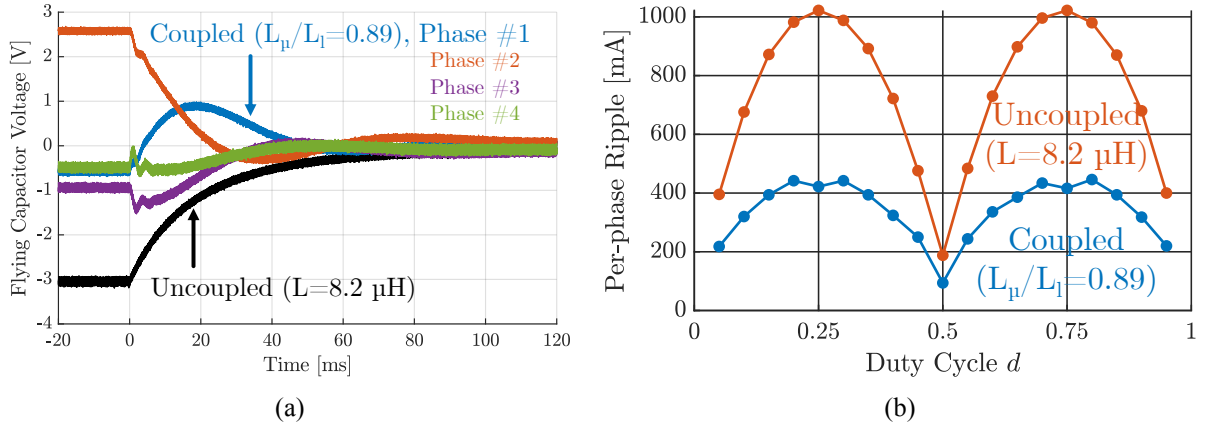 Flying Capacitor Voltage [V]
3
2
1
0
-1
-2
-3
-4
Coupled (Lμ/Ll=0.89), Phase #1
Phase #2
Phase #3
Phase #4
Uncoupled (L=8.2 μH)
-20 0 20 40 60 80 100 120
Time [ms]
(a)
Per-phase Ripple [mA]
1000
800
600
400
200
0
Uncoupled
(L=8.2 μH)
Coupled
(Lμ/Ll=0.89)
0 0.25 0.5 0.75 1
Duty Cycle d
(b)